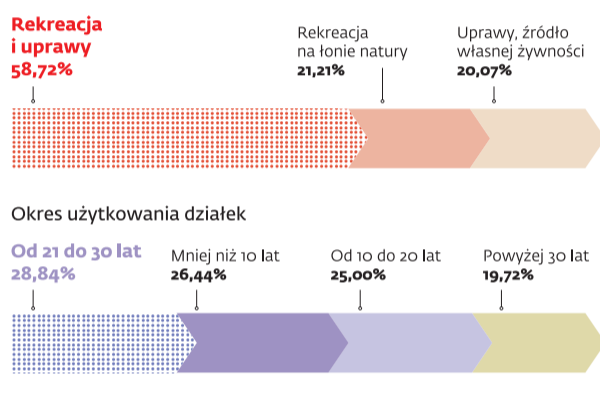 Rekreacja
i uprawy
58,72%
Rekreacja
na łonie natury
21,21%
Uprawy, źródło
własnej żywności
20,07%
Okres użytkowania działek
Od 21 do 30 lat
28,84%
Mniej niż 10 lat
26,44%
Od 10 do 20 lat
25,00%
Powyżej 30 lat
19,72%